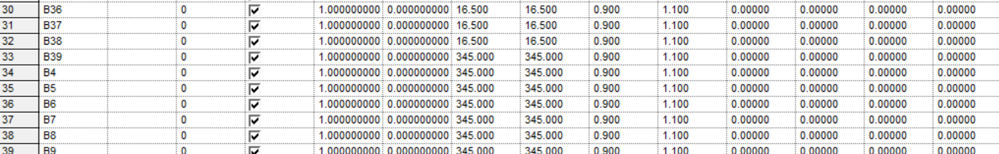 30 B36 0 1.000000000 0.000000000 16.500 16.500 0.900 1.100 0.00000 0.00000 0.00000 0.00000
31 B37 0 1.000000000 0.000000000 16.500 16.500 0.900 1.100 0.00000 0.00000 0.00000 0.00000
32 B38 0 1.000000000 0.000000000 16.500 16.500 0.900 1.100 0.00000 0.00000 0.00000 0.00000
33 B39 0 1.000000000 0.000000000 345.000 345.000 0.900 1.100 0.00000 0.00000 0.00000 0.00000
34 B4 0 1.000000000 0.000000000 345.000 345.000 0.900 1.100 0.00000 0.00000 0.00000 0.00000
35 B5 0 1.000000000 0.000000000 345.000 345.000 0.900 1.100 0.00000 0.00000 0.00000 0.00000
36 B6 0 1.000000000 0.000000000 345.000 345.000 0.900 1.100 0.00000 0.00000 0.00000 0.00000
37 B7 0 1.000000000 0.000000000 345.000 345.000 0.900 1.100 0.00000 0.00000 0.00000 0.00000
38 B8 0 1.000000000 0.000000000 345.000 345.000 0.900 1.100 0.00000 0.00000 0.00000 0.00000
39 B9 0 1.000000000 0.000000000 345.000 345.000 0.900 1.100 0.00000 0.00000 0.00000 0.00000